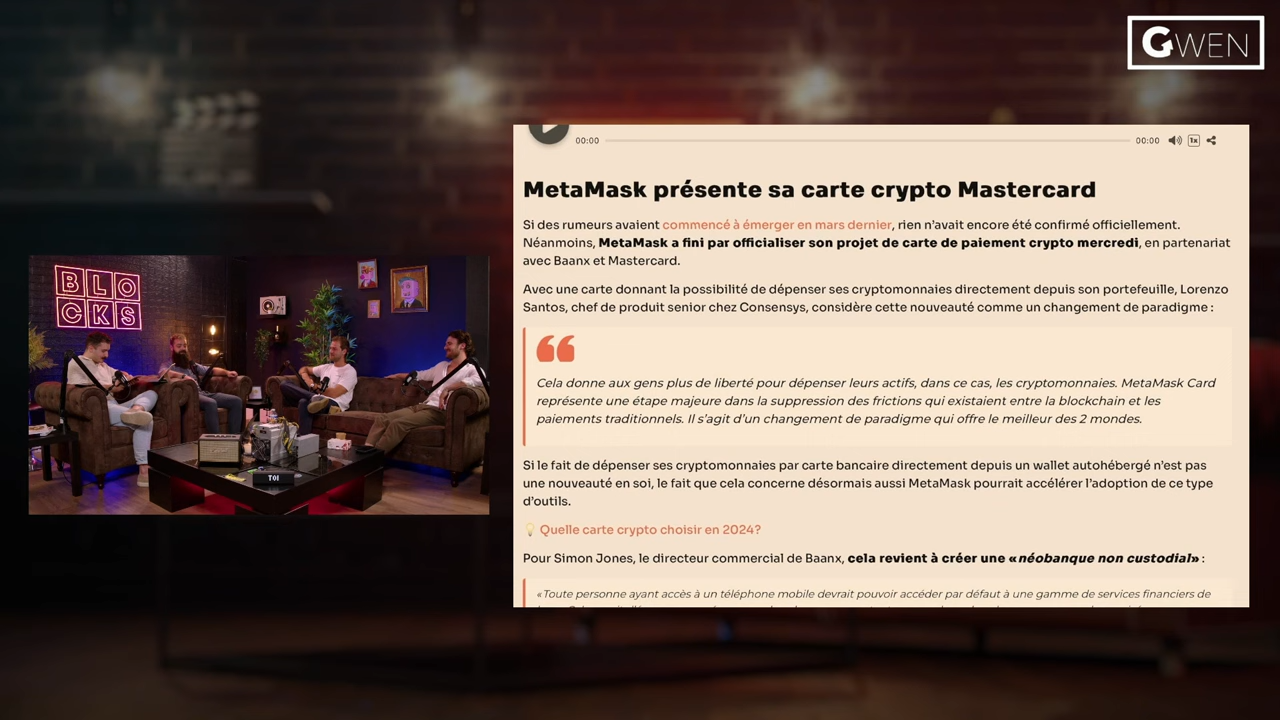 GWEN
00:00
00:00
1x
MetaMask présente sa carte crypto Mastercard
Si des rumeurs avaient commencé à émerger en mars dernier, rien n'avait encore été confirmé officiellement.
Néanmoins, MetaMask a fini par officialiser son projet de carte de paiement crypto mercredi, en partenariat
avec Baanx et Mastercard.
Avec une carte donnant la possibilité de dépenser ses cryptomonnaies directement depuis son portefeuille, Lorenzo
Santos, chef de produit senior chez Consensys, considère cette nouveauté comme un changement de paradigme :
Cela donne aux gens plus de liberté pour dépenser leurs actifs, dans ce cas, les cryptomonnaies. MetaMask Card
représente une étape majeure dans la suppression des frictions qui existaient entre la blockchain et les
paiements traditionnels. Il s'agit d'un changement de paradigme qui offre le meilleur des 2 mondes.
Si le fait de dépenser ses cryptomonnaies par carte bancaire directement depuis un wallet autohébergé n'est pas
une nouveauté en soi, le fait que cela concerne désormais aussi MetaMask pourrait accélérer l'adoption de ce type
d'outils.
Quelle carte crypto choisir en 2024?
Pour Simon Jones, le directeur commercial de Baanx, cela revient à créer une «néobanque non custodial» :
«Toute personne ayant accès à un téléphone mobile devrait pouvoir accéder par défaut à une gamme de services financiers de
BLO
CKS
TOI